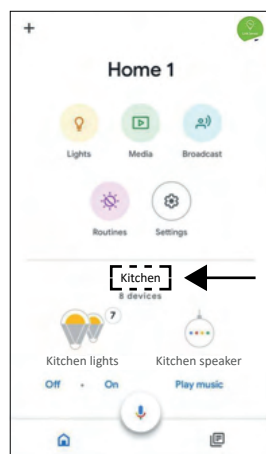 +
Home 1
Lights Media Broadcast
Routines Settings
Kitchen
8 devices
7
Kitchen lights Kitchen speaker
Off · On Play music